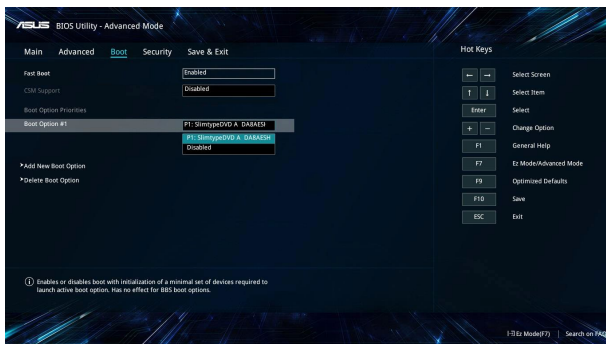 ASUS BIOS Utility - Advanced Mode
Main Advanced Boot Security Save & Exit
Hot Keys
Fast Boot Enabled
CSM Support Disabled
Boot Option Priorities
Boot Option #1 P1: SlimtypeDVD A DA8AESI
P1: SlimtypeDVD A DA8AESH
Disabled
Add New Boot Option
Delete Boot Option
← → Select Screen
↑ ↓ Select Item
Enter Select
+ − Change Option
F1 General Help
F7 Ez Mode/Advanced Mode
F9 Optimized Defaults
F10 Save
ESC Exit
Enables or disables boot with initialization of a minimal set of devices required to
launch active boot option. Has no effect for BBS boot options.
Ez Mode(F7) | Search on FAQ